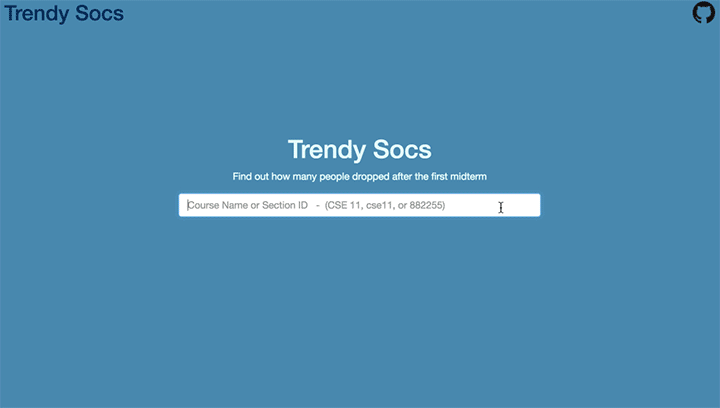 Trendy Socs
Trendy Socs
Find out how many people dropped after the first midterm
Course Name or Section ID - (CSE 11, cse11, or 882255)